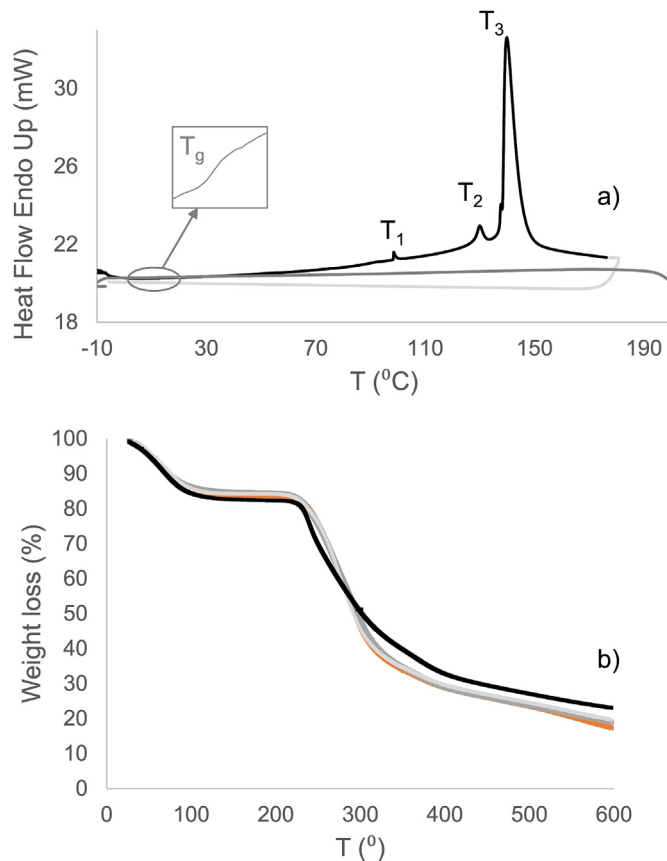 Heat Flow Endo Up (mW)
33
30
26
22
18
T₃
T_g
T₂
a)
T₁
-10 30 70 110 150 190
T (⁰C)
Weight loss (%)
100
90
80
70
60
50
40
30
20
10
0
b)
0 100 200 300 400 500 600
T (⁰)